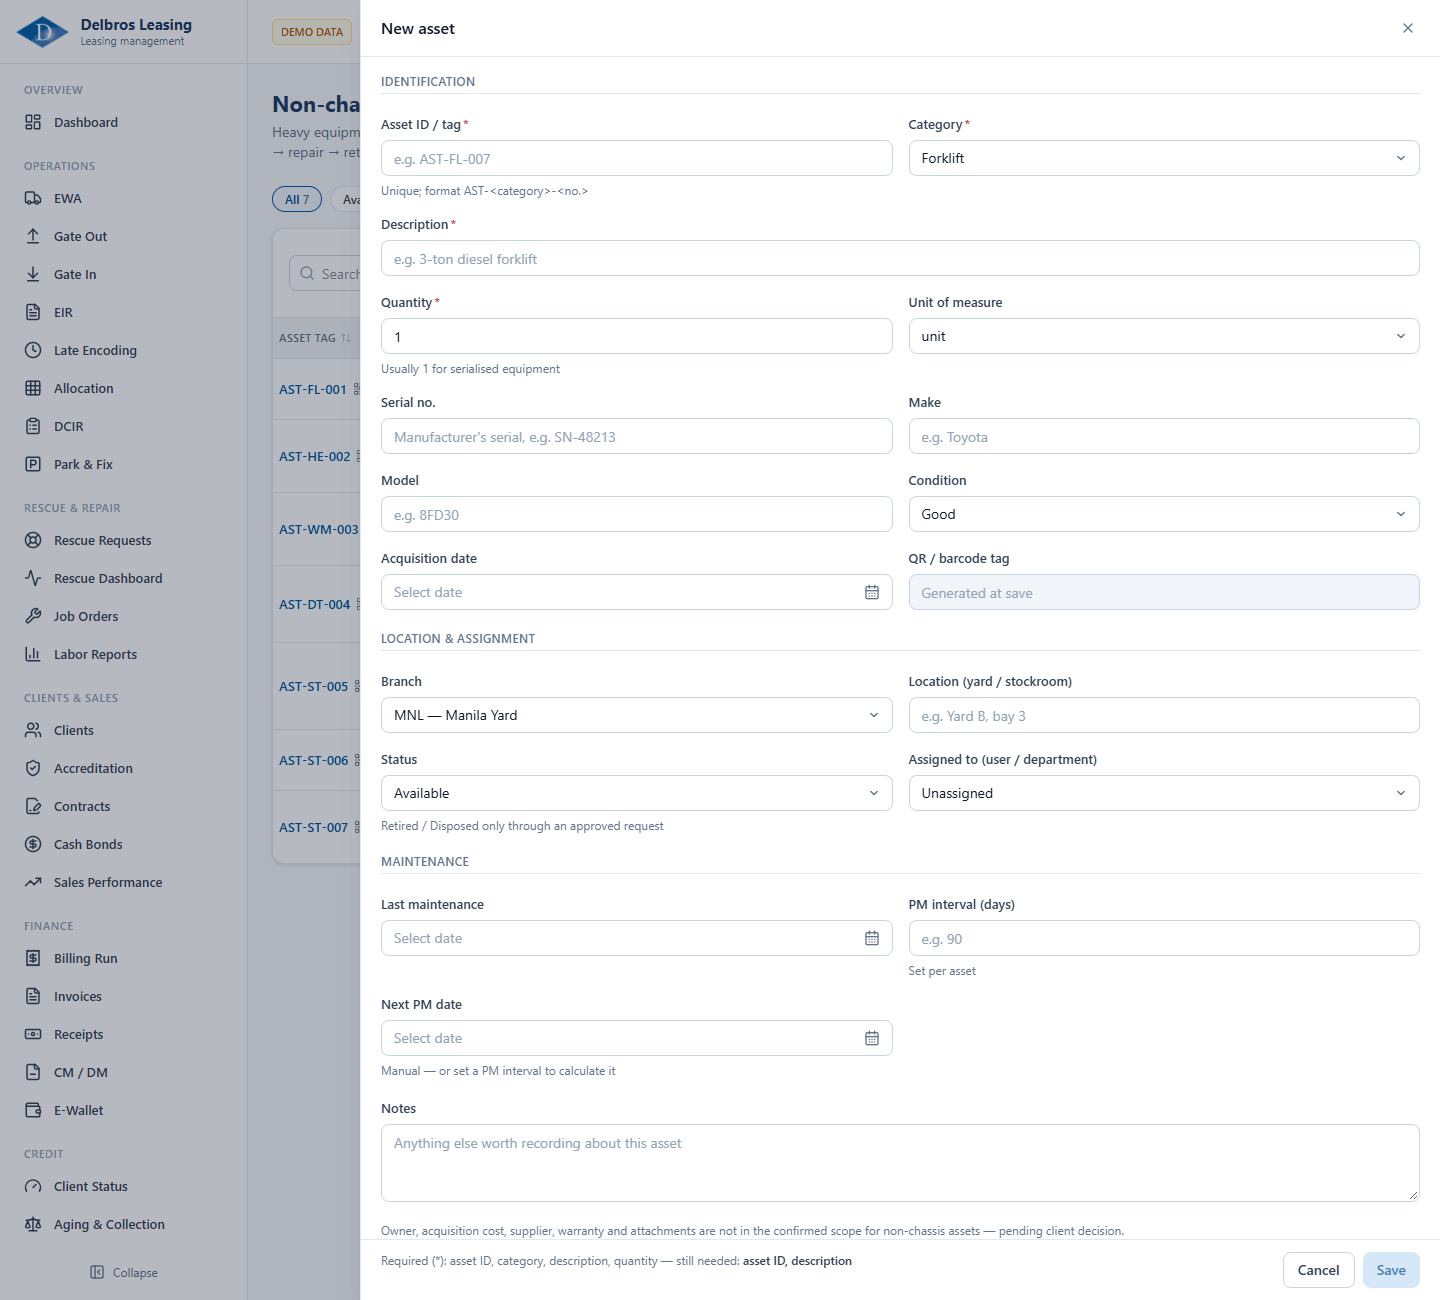 Delbros Leasing
Leasing management
OVERVIEW
Dashboard
OPERATIONS
EWA
Gate Out
Gate In
EIR
Late Encoding
Allocation
DCIR
Park & Fix
RESCUE & REPAIR
Rescue Requests
Rescue Dashboard
Job Orders
Labor Reports
CLIENTS & SALES
Clients
Accreditation
Contracts
Cash Bonds
Sales Performance
FINANCE
Billing Run
Invoices
Receipts
CM / DM
E-Wallet
CREDIT
Client Status
Aging & Collection
Collapse
DEMO DATA
Non-cha
Heavy equipm
→ repair → ret
All 7
Ava
Search
ASSET TAG
AST-FL-001
AST-HE-002
AST-WM-003
AST-DT-004
AST-ST-005
AST-ST-006
AST-ST-007
New asset
IDENTIFICATION
Asset ID / tag* Category*
e.g. AST-FL-007 Forklift
Unique; format AST-<category>-<no.>
Description*
e.g. 3-ton diesel forklift
Quantity* Unit of measure
1 unit
Usually 1 for serialised equipment
Serial no. Make
Manufacturer's serial, e.g. SN-48213 e.g. Toyota
Model Condition
e.g. 8FD30 Good
Acquisition date QR / barcode tag
Select date Generated at save
LOCATION & ASSIGNMENT
Branch Location (yard / stockroom)
MNL — Manila Yard e.g. Yard B, bay 3
Status Assigned to (user / department)
Available Unassigned
Retired / Disposed only through an approved request
MAINTENANCE
Last maintenance PM interval (days)
Select date e.g. 90
Set per asset
Next PM date
Select date
Manual — or set a PM interval to calculate it
Notes
Anything else worth recording about this asset
Owner, acquisition cost, supplier, warranty and attachments are not in the confirmed scope for non-chassis assets — pending client decision.
Required (*): asset ID, category, description, quantity — still needed: asset ID, description
Cancel Save